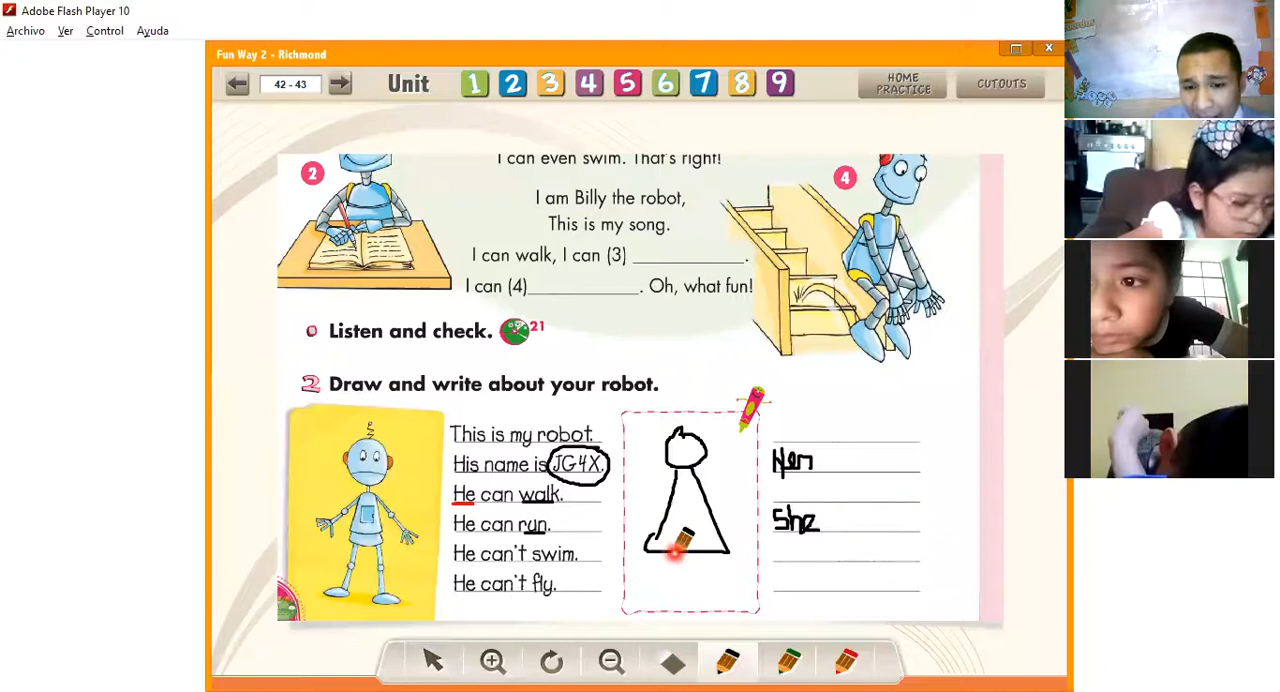 Adobe Flash Player 10
Archivo Ver Control Ayuda
Fun Way 2 - Richmond
42 - 43 Unit 1 2 3 4 5 6 7 8 9 HOME PRACTICE CUTOUTS
I can even swim. That's right!
2
4
I am Billy the robot,
This is my song.
I can walk, I can (3) ____________.
I can (4)____________. Oh, what fun!
Listen and check. 21
2 Draw and write about your robot.
This is my robot.
His name is JG4X.
He can walk.
He can run.
He can't swim.
He can't fly.
Her
She